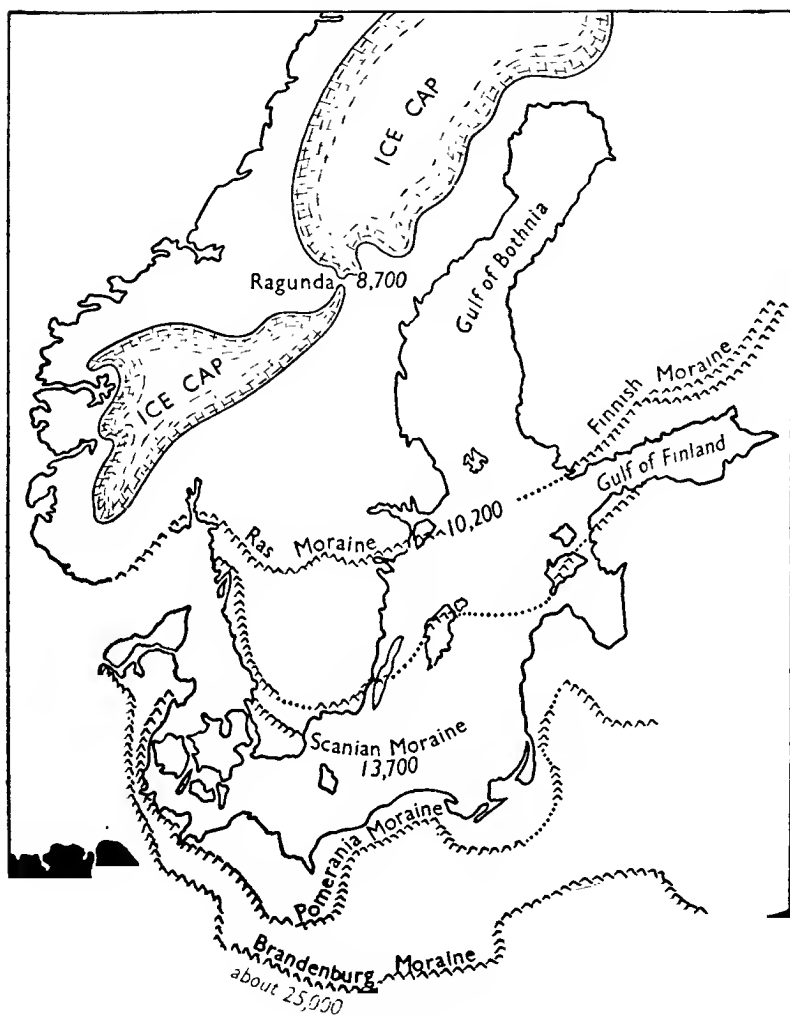 ICE CAP
Ragunda 8,700
Gulf of Bothnia
ICE CAP
Finnish Moraine
Gulf of Finland
Ras Moraine 10,200
Scanian Moraine
13,700
Pomerania Moraine
Brandenburg Moraine
about 25,000